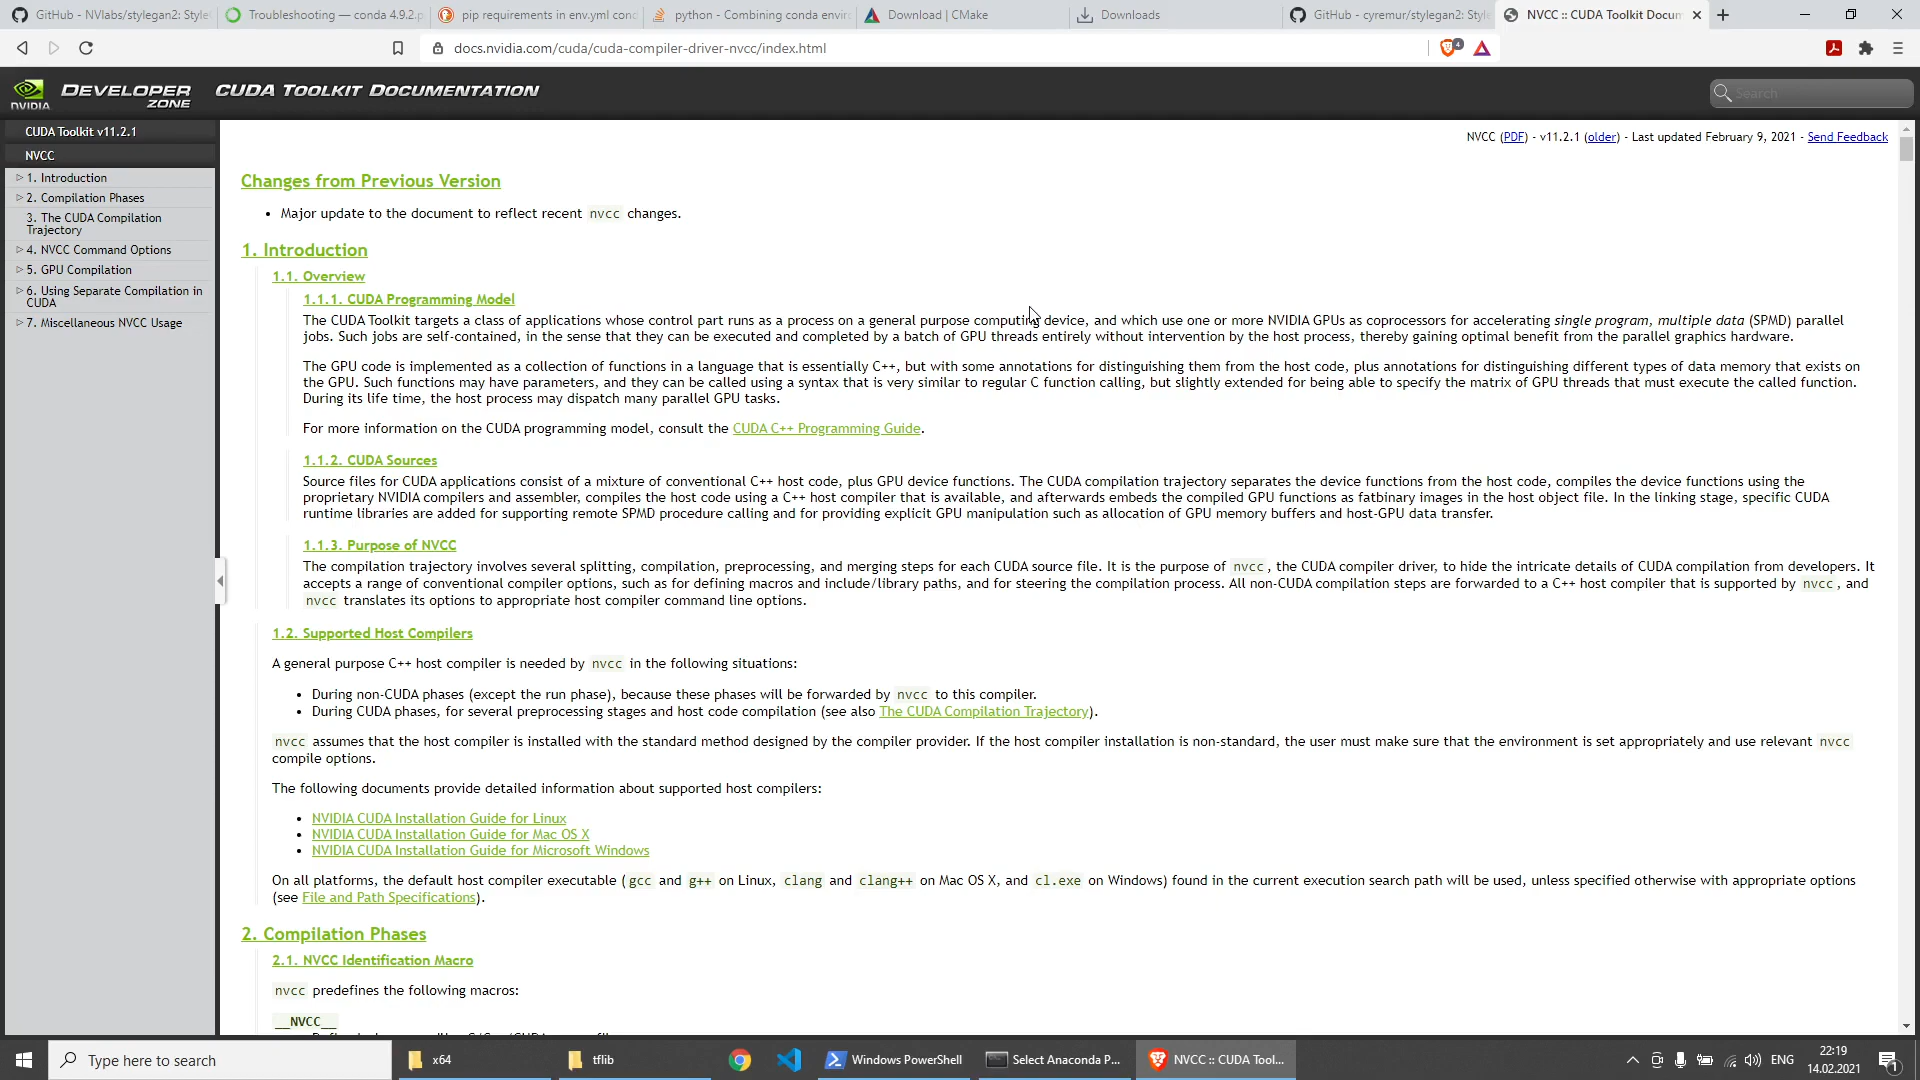 GitHub - NVlabs/stylegan2: StyleG
Troubleshooting — conda 4.9.2.p
pip requirements in env.yml cond
python - Combining conda enviro
Download | CMake
Downloads
GitHub - cyremur/stylegan2: Style
NVCC :: CUDA Toolkit Docum
docs.nvidia.com/cuda/cuda-compiler-driver-nvcc/index.html
4
NVIDIA DEVELOPER ZONE CUDA TOOLKIT DOCUMENTATION
Search
CUDA Toolkit v11.2.1
NVCC
1. Introduction
2. Compilation Phases
3. The CUDA Compilation
Trajectory
4. NVCC Command Options
5. GPU Compilation
6. Using Separate Compilation in
CUDA
7. Miscellaneous NVCC Usage
NVCC (PDF) - v11.2.1 (older) - Last updated February 9, 2021 - Send Feedback
Changes from Previous Version
• Major update to the document to reflect recent nvcc changes.
1. Introduction
1.1. Overview
1.1.1. CUDA Programming Model
The CUDA Toolkit targets a class of applications whose control part runs as a process on a general purpose computing device, and which use one or more NVIDIA GPUs as coprocessors for accelerating single program, multiple data (SPMD) parallel
jobs. Such jobs are self-contained, in the sense that they can be executed and completed by a batch of GPU threads entirely without intervention by the host process, thereby gaining optimal benefit from the parallel graphics hardware.
The GPU code is implemented as a collection of functions in a language that is essentially C++, but with some annotations for distinguishing them from the host code, plus annotations for distinguishing different types of data memory that exists on
the GPU. Such functions may have parameters, and they can be called using a syntax that is very similar to regular C function calling, but slightly extended for being able to specify the matrix of GPU threads that must execute the called function.
During its life time, the host process may dispatch many parallel GPU tasks.
For more information on the CUDA programming model, consult the CUDA C++ Programming Guide.
1.1.2. CUDA Sources
Source files for CUDA applications consist of a mixture of conventional C++ host code, plus GPU device functions. The CUDA compilation trajectory separates the device functions from the host code, compiles the device functions using the
proprietary NVIDIA compilers and assembler, compiles the host code using a C++ host compiler that is available, and afterwards embeds the compiled GPU functions as fatbinary images in the host object file. In the linking stage, specific CUDA
runtime libraries are added for supporting remote SPMD procedure calling and for providing explicit GPU manipulation such as allocation of GPU memory buffers and host-GPU data transfer.
1.1.3. Purpose of NVCC
The compilation trajectory involves several splitting, compilation, preprocessing, and merging steps for each CUDA source file. It is the purpose of nvcc, the CUDA compiler driver, to hide the intricate details of CUDA compilation from developers. It
accepts a range of conventional compiler options, such as for defining macros and include/library paths, and for steering the compilation process. All non-CUDA compilation steps are forwarded to a C++ host compiler that is supported by nvcc, and
nvcc translates its options to appropriate host compiler command line options.
1.2. Supported Host Compilers
A general purpose C++ host compiler is needed by nvcc in the following situations:
• During non-CUDA phases (except the run phase), because these phases will be forwarded by nvcc to this compiler.
• During CUDA phases, for several preprocessing stages and host code compilation (see also The CUDA Compilation Trajectory).
nvcc assumes that the host compiler is installed with the standard method designed by the compiler provider. If the host compiler installation is non-standard, the user must make sure that the environment is set appropriately and use relevant nvcc
compile options.
The following documents provide detailed information about supported host compilers:
• NVIDIA CUDA Installation Guide for Linux
• NVIDIA CUDA Installation Guide for Mac OS X
• NVIDIA CUDA Installation Guide for Microsoft Windows
On all platforms, the default host compiler executable (gcc and g++ on Linux, clang and clang++ on Mac OS X, and cl.exe on Windows) found in the current execution search path will be used, unless specified otherwise with appropriate options
(see File and Path Specifications).
2. Compilation Phases
2.1. NVCC Identification Macro
nvcc predefines the following macros:
__NVCC__
Type here to search
x64
tflib
Windows PowerShell
Select Anaconda P...
NVCC :: CUDA Tool...
ENG
22:19
14.02.2021
1